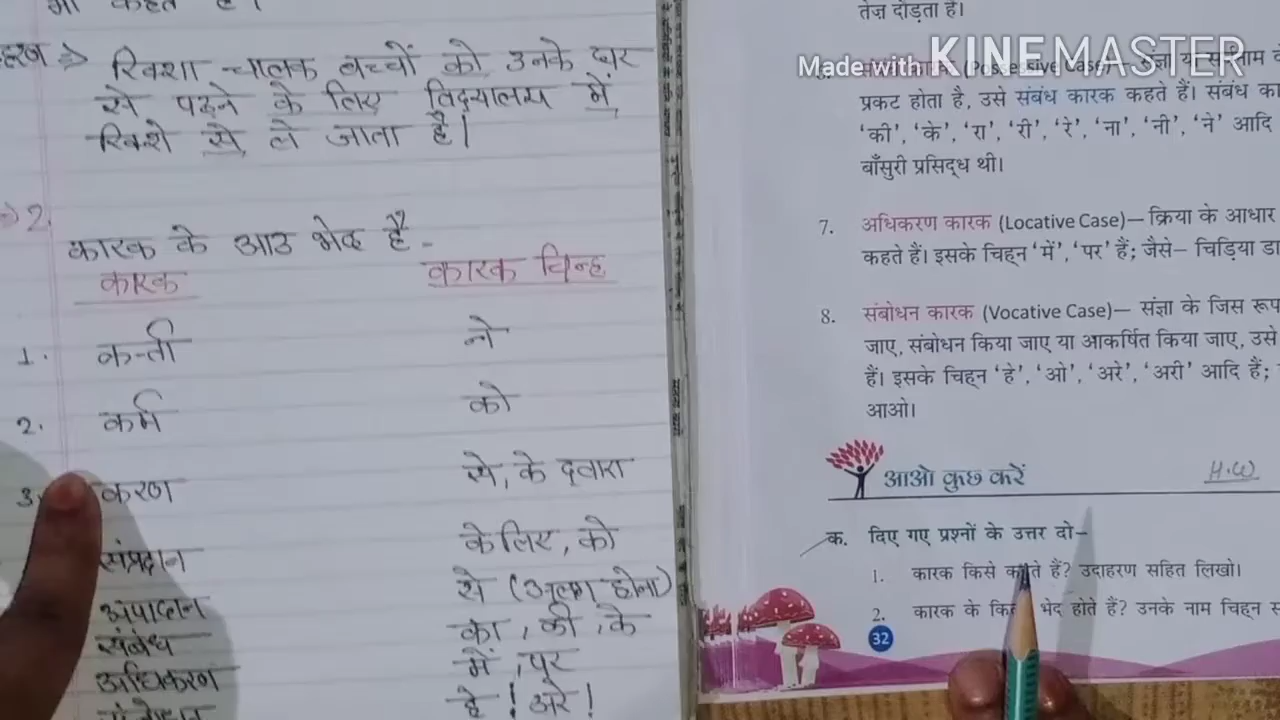 भी कहते हैं।
रिक्शा चालक बच्चों को उनके घर
से पढ़ने के लिए विद्यालय में
रिक्शे से ले जाता है।
2.
कारक के आठ भेद है -
कारक कारक चिन्ह
1. कर्ता ने
2. कर्म को
3. करण से, के द्वारा
संप्रदान के लिए, को
अपादान से (अलग होना)
संबंध का, की, के
अधिकरण में, पर
संबोधन हे! अरे!
तेज़ दौड़ता है।
Made with KINEMASTER
प्रकट होता है, उसे संबंध कारक कहते हैं। संबंध का
'की', 'के', 'रा', 'री', 'रे', 'ना', 'नी', 'ने' आदि
बाँसुरी प्रसिद्ध थी।
7. अधिकरण कारक (Locative Case)— क्रिया के आधार
कहते हैं। इसके चिह्न 'में', 'पर' हैं; जैसे— चिड़िया डा
8. संबोधन कारक (Vocative Case)— संज्ञा के जिस रूप
जाए, संबोधन किया जाए या आकर्षित किया जाए, उसे
हैं। इसके चिह्न 'हे', 'ओ', 'अरे', 'अरी' आदि हैं;
आओ।
आओ कुछ करें H.W
क. दिए गए प्रश्नों के उत्तर दो—
1. कारक किसे कहते हैं? उदाहरण सहित लिखो।
2. कारक के भेद होते हैं? उनके नाम चिह्न स
32